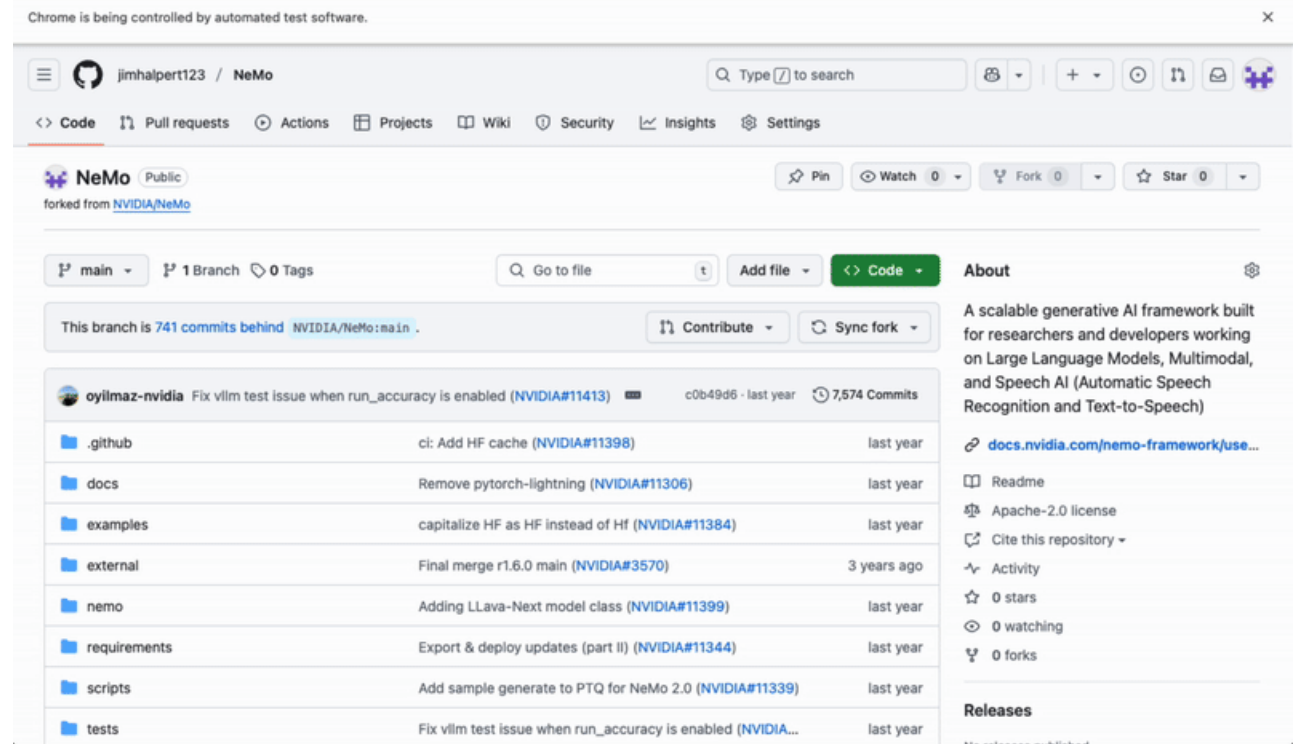 Chrome is being controlled by automated test software.
jimhalpert123 / NeMo
Type / to search
Code Pull requests Actions Projects Wiki Security Insights Settings
NeMo Public
Pin Watch 0 Fork 0 Star 0
forked from NVIDIA/NeMo
main 1 Branch 0 Tags
Go to file t Add file <> Code
This branch is 741 commits behind NVIDIA/NeMo:main .
Contribute Sync fork
oyilmaz-nvidia Fix vllm test issue when run_accuracy is enabled (NVIDIA#11413) c0b49d6 · last year 7,574 Commits
.github ci: Add HF cache (NVIDIA#11398) last year
docs Remove pytorch-lightning (NVIDIA#11306) last year
examples capitalize HF as HF instead of Hf (NVIDIA#11384) last year
external Final merge r1.6.0 main (NVIDIA#3570) 3 years ago
nemo Adding LLava-Next model class (NVIDIA#11399) last year
requirements Export & deploy updates (part II) (NVIDIA#11344) last year
scripts Add sample generate to PTQ for NeMo 2.0 (NVIDIA#11339) last year
tests Fix vllm test issue when run_accuracy is enabled (NVIDIA... last year
About
A scalable generative AI framework built
for researchers and developers working
on Large Language Models, Multimodal,
and Speech AI (Automatic Speech
Recognition and Text-to-Speech)
docs.nvidia.com/nemo-framework/use...
Readme
Apache-2.0 license
Cite this repository
Activity
0 stars
0 watching
0 forks
Releases